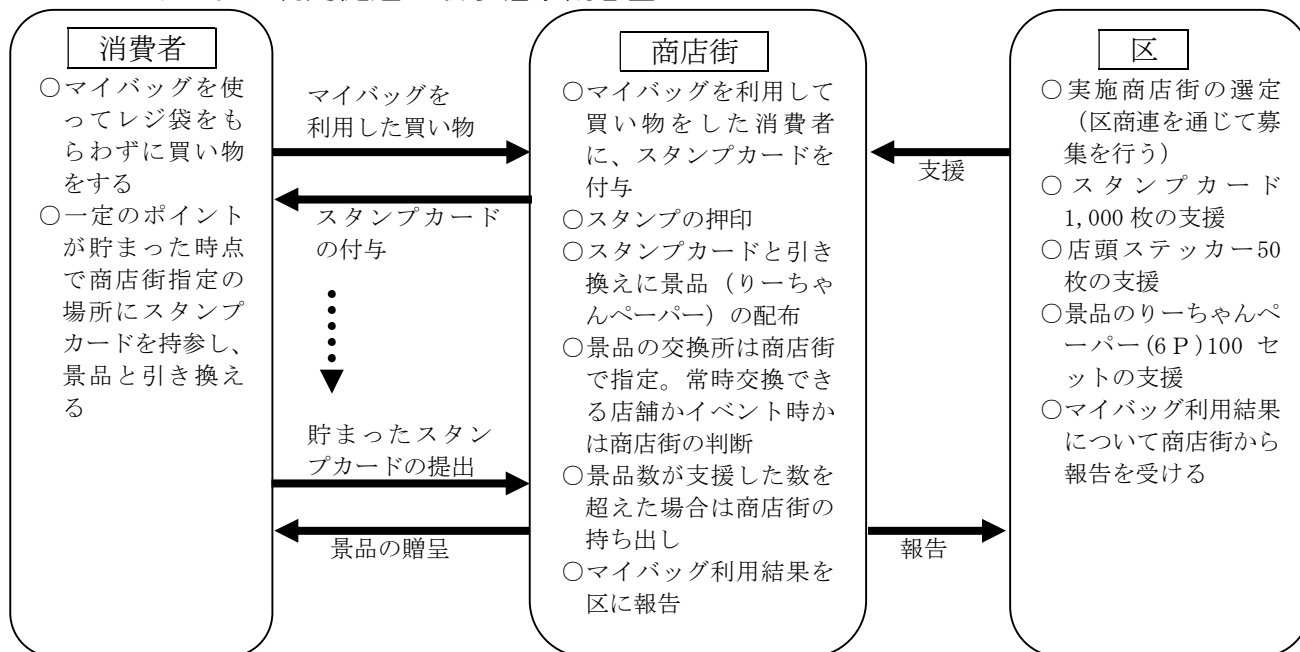 消費者
○マイバッグを使
ってレジ袋をも
らわずに買い物
をする
○一定のポイント
が貯まった時点
で商店街指定の
場所にスタンプ
カードを持参し、
景品と引き換え
る
マイバッグを
利用した買い物
スタンプカード
の付与
貯まったスタン
プカードの提出
景品の贈呈
商店街
○マイバッグを利用して
買い物をした消費者
に、スタンプカードを
付与
○スタンプの押印
○スタンプカードと引き
換えに景品（りーちゃ
んペーパー）の配布
○景品の交換所は商店街
で指定。常時交換でき
る店舗かイベント時か
は商店街の判断
○景品数が支援した数を
超えた場合は商店街の
持ち出し
○マイバッグ利用結果を
区に報告
支援
報告
区
○実施商店街の選定
（区商連を通じて募
集を行う）
○スタンプカード
1,000 枚の支援
○店頭ステッカー50
枚の支援
○景品のりーちゃんペ
ーパー(6Ｐ)100 セ
ットの支援
○マイバッグ利用結果
について商店街から
報告を受ける